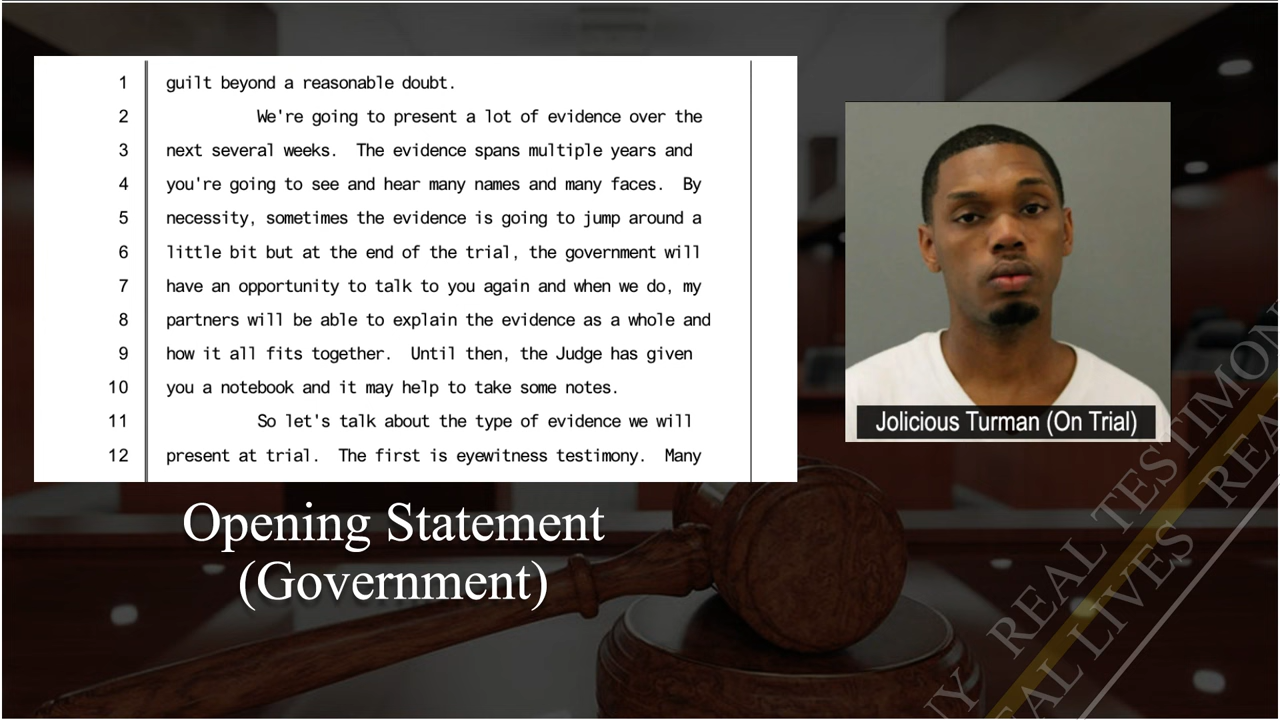 1 guilt beyond a reasonable doubt.
2 We're going to present a lot of evidence over the
3 next several weeks. The evidence spans multiple years and
4 you're going to see and hear many names and many faces. By
5 necessity, sometimes the evidence is going to jump around a
6 little bit but at the end of the trial, the government will
7 have an opportunity to talk to you again and when we do, my
8 partners will be able to explain the evidence as a whole and
9 how it all fits together. Until then, the Judge has given
10 you a notebook and it may help to take some notes.
11 So let's talk about the type of evidence we will
12 present at trial. The first is eyewitness testimony. Many
Jolicious Turman (On Trial)
Opening Statement
(Government)
REAL TESTIMON
REA
NY
EAL LIVES